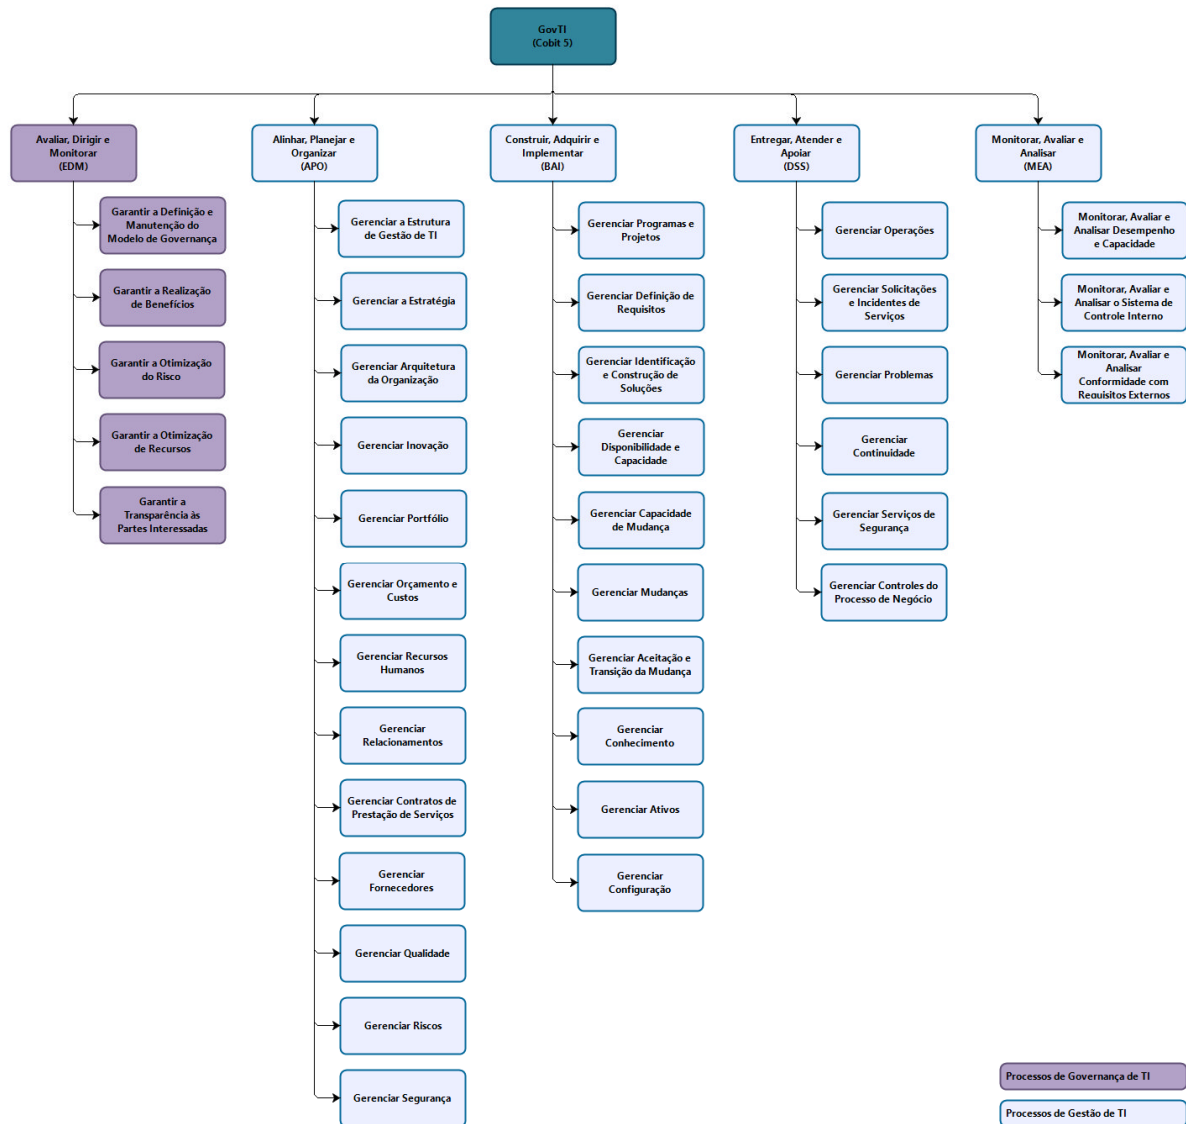 GovTI
(Cobit 5)
Avaliar, Dirigir e
Monitorar
(EDM)
Garantir a Definição e
Manutenção do
Modelo de Governança
Garantir a Realização
de Benefícios
Garantir a Otimização
do Risco
Garantir a Otimização
de Recursos
Garantir a
Transparência às
Partes Interessadas
Alinhar, Planejar e
Organizar
(APO)
Gerenciar a Estrutura
de Gestão de TI
Gerenciar a Estratégia
Gerenciar Arquitetura
da Organização
Gerenciar Inovação
Gerenciar Portfólio
Gerenciar Orçamento e
Custos
Gerenciar Recursos
Humanos
Gerenciar
Relacionamentos
Gerenciar Contratos de
Prestação de Serviços
Gerenciar
Fornecedores
Gerenciar Qualidade
Gerenciar Riscos
Gerenciar Segurança
Construir, Adquirir e
Implementar
(BAI)
Gerenciar Programas e
Projetos
Gerenciar Definição de
Requisitos
Gerenciar Identificação
e Construção de
Soluções
Gerenciar
Disponibilidade e
Capacidade
Gerenciar Capacidade
de Mudança
Gerenciar Mudanças
Gerenciar Aceitação e
Transição da Mudança
Gerenciar
Conhecimento
Gerenciar Ativos
Gerenciar
Configuração
Entregar, Atender e
Apoiar
(DSS)
Gerenciar Operações
Gerenciar Solicitações
e Incidentes de
Serviços
Gerenciar Problemas
Gerenciar
Continuidade
Gerenciar Serviços de
Segurança
Gerenciar Controles do
Processo de Negócio
Monitorar, Avaliar e
Analisar
(MEA)
Monitorar, Avaliar e
Analisar Desempenho
e Capacidade
Monitorar, Avaliar e
Analisar o Sistema de
Controle Interno
Monitorar, Avaliar e
Analisar
Conformidade com
Requisitos Externos
Processos de Governança de TI
Processos de Gestão de TI